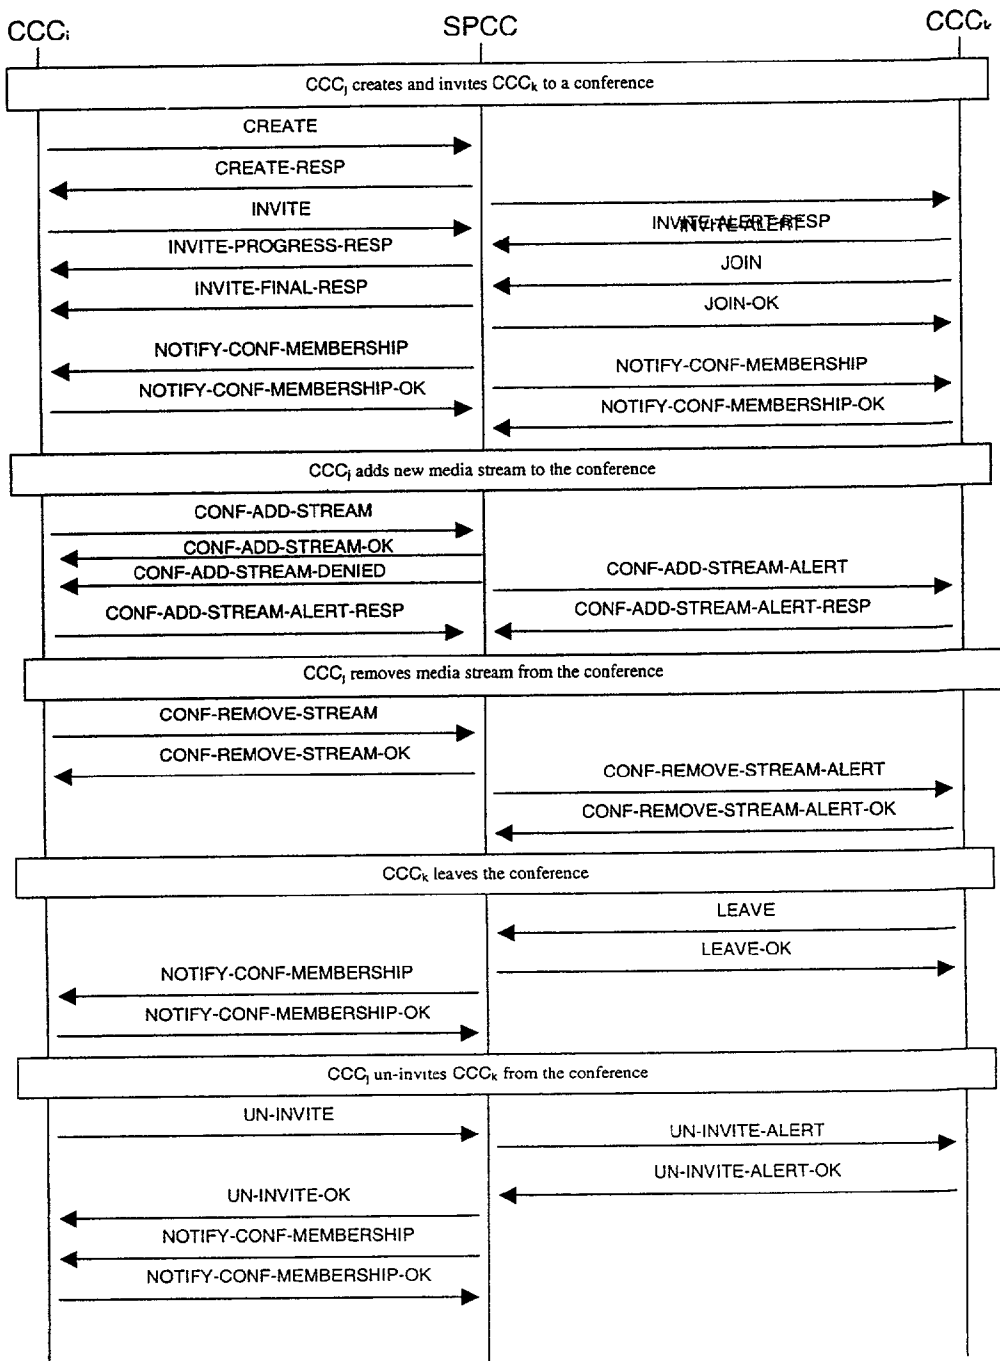 CCCᵢ SPCC CCCₖ
CCCⱼ creates and invites CCCₖ to a conference
CREATE
CREATE-RESP
INVITE
INVITE-ALERT-RESP
INVITE-ALERT
INVITE-PROGRESS-RESP
JOIN
INVITE-FINAL-RESP
JOIN-OK
NOTIFY-CONF-MEMBERSHIP
NOTIFY-CONF-MEMBERSHIP
NOTIFY-CONF-MEMBERSHIP-OK
NOTIFY-CONF-MEMBERSHIP-OK
CCCⱼ adds new media stream to the conference
CONF-ADD-STREAM
CONF-ADD-STREAM-OK
CONF-ADD-STREAM-DENIED
CONF-ADD-STREAM-ALERT
CONF-ADD-STREAM-ALERT-RESP
CONF-ADD-STREAM-ALERT-RESP
CCCⱼ removes media stream from the conference
CONF-REMOVE-STREAM
CONF-REMOVE-STREAM-OK
CONF-REMOVE-STREAM-ALERT
CONF-REMOVE-STREAM-ALERT-OK
CCCₖ leaves the conference
LEAVE
LEAVE-OK
NOTIFY-CONF-MEMBERSHIP
NOTIFY-CONF-MEMBERSHIP-OK
CCCⱼ un-invites CCCₖ from the conference
UN-INVITE
UN-INVITE-ALERT
UN-INVITE-ALERT-OK
UN-INVITE-OK
NOTIFY-CONF-MEMBERSHIP
NOTIFY-CONF-MEMBERSHIP-OK